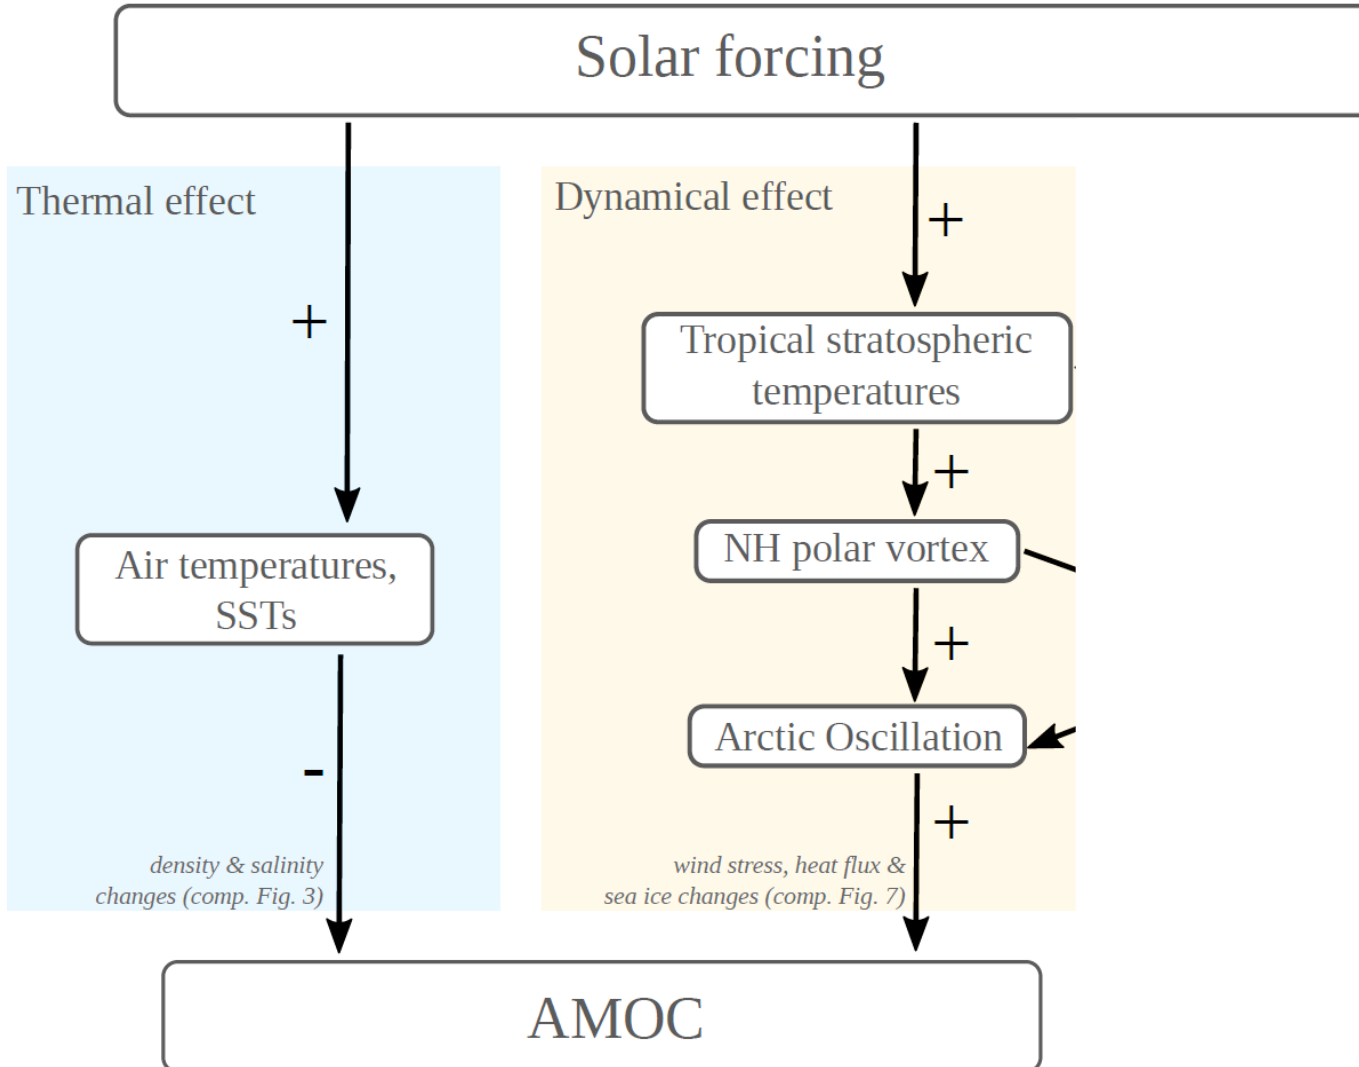 Solar forcing
Thermal effect
+
Air temperatures,
SSTs
-
density & salinity
changes (comp. Fig. 3)
Dynamical effect
+
Tropical stratospheric
temperatures
+
NH polar vortex
+
Arctic Oscillation
+
wind stress, heat flux &
sea ice changes (comp. Fig. 7)
AMOC